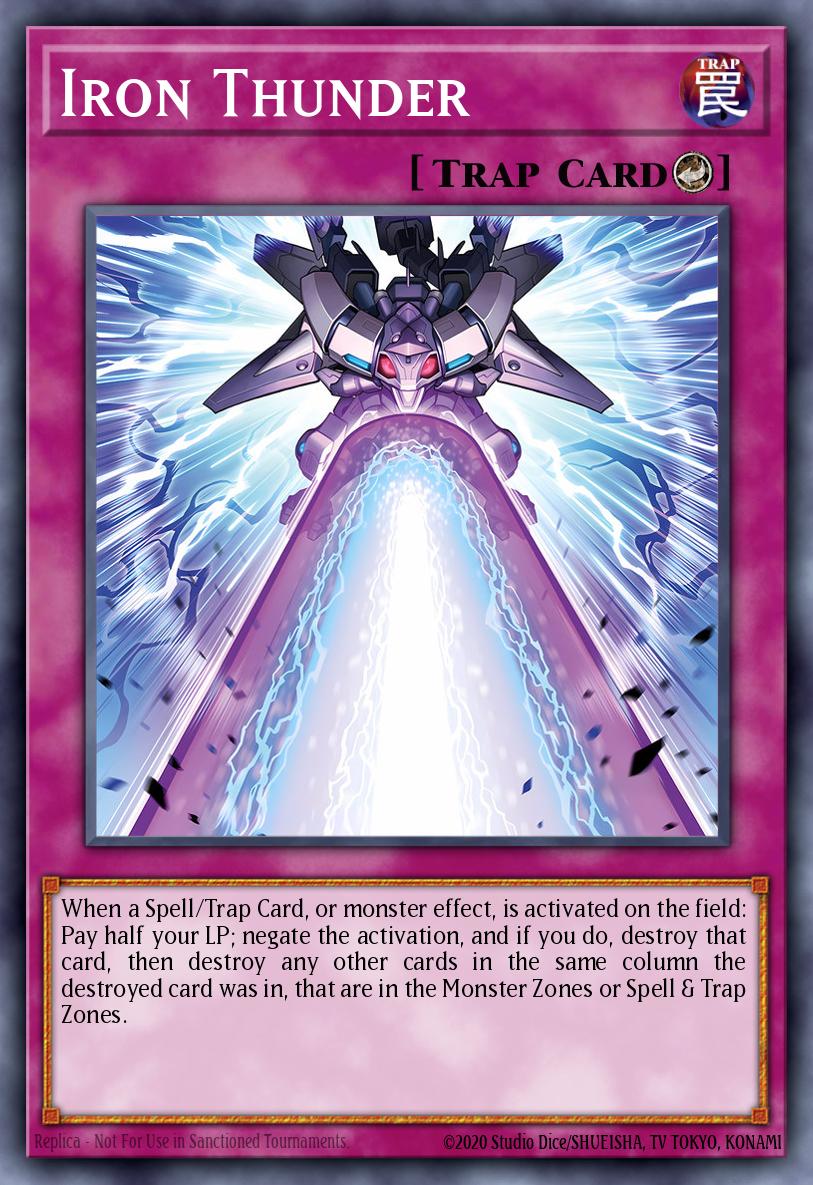 Iron Thunder
TRAP
罠
[ Trap Card ]
When a Spell/Trap Card, or monster effect, is activated on the field:
Pay half your LP; negate the activation, and if you do, destroy that
card, then destroy any other cards in the same column the
destroyed card was in, that are in the Monster Zones or Spell & Trap
Zones.
Replica - Not For Use in Sanctioned Tournaments.
©2020 Studio Dice/SHUEISHA, TV TOKYO, KONAMI